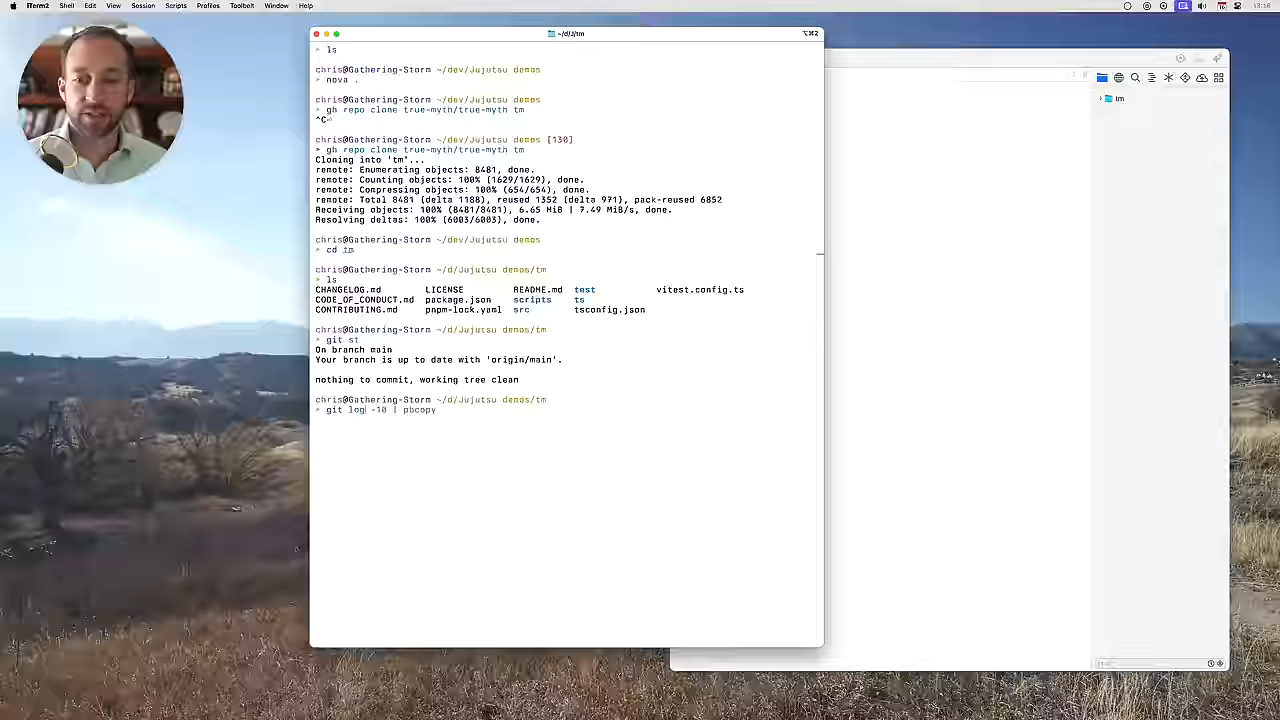 iTerm2 Shell Edit View Session Scripts Profiles Toolbelt Window Help 13:16
~/d/J/tm ⌥⌘2
> ls
chris@Gathering-Storm ~/dev/Jujutsu demos
> nova .
chris@Gathering-Storm ~/dev/Jujutsu demos
> gh repo clone true-myth/true-myth tm
^C⏎
chris@Gathering-Storm ~/dev/Jujutsu demos [130]
> gh repo clone true-myth/true-myth tm
Cloning into 'tm'...
remote: Enumerating objects: 8481, done.
remote: Counting objects: 100% (1629/1629), done.
remote: Compressing objects: 100% (654/654), done.
remote: Total 8481 (delta 1188), reused 1352 (delta 971), pack-reused 6852
Receiving objects: 100% (8481/8481), 6.65 MiB | 7.49 MiB/s, done.
Resolving deltas: 100% (6003/6003), done.
chris@Gathering-Storm ~/dev/Jujutsu demos
> cd tm
chris@Gathering-Storm ~/d/Jujutsu demos/tm
> ls
CHANGELOG.md LICENSE README.md test vitest.config.ts
CODE_OF_CONDUCT.md package.json scripts ts
CONTRIBUTING.md pnpm-lock.yaml src tsconfig.json
chris@Gathering-Storm ~/d/Jujutsu demos/tm
> git st
On branch main
Your branch is up to date with 'origin/main'.
nothing to commit, working tree clean
chris@Gathering-Storm ~/d/Jujutsu demos/tm
> git log -10 | pbcopy
tm